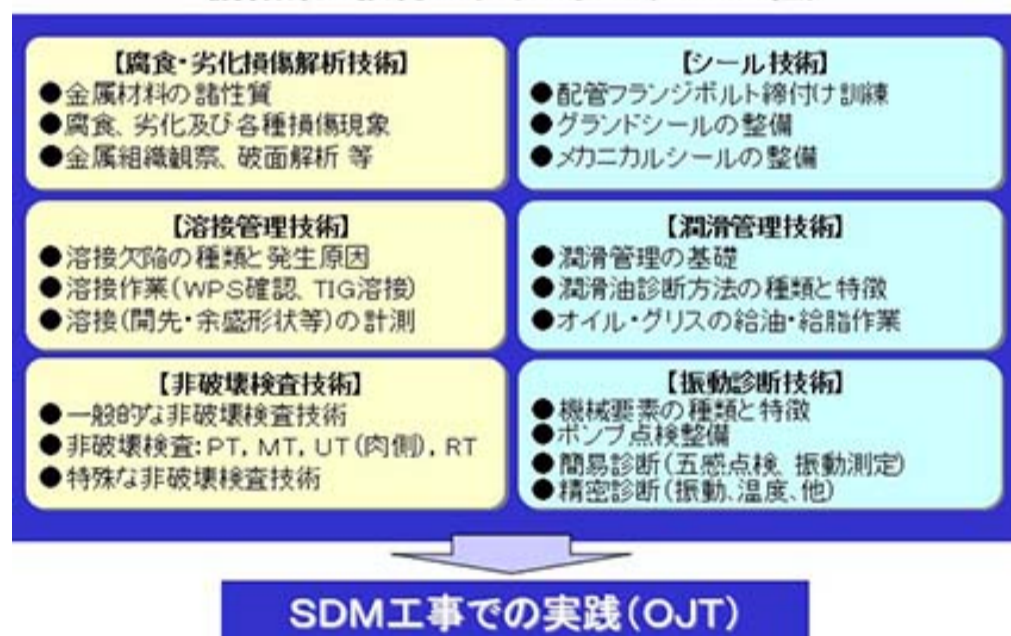 【腐食・劣化損傷解析技術】
●金属材料の諸性質
●腐食、劣化及び各種損傷現象
●金属組織観察、破面解析 等
【シール技術】
●配管フランジボルト締付け訓練
●グランドシールの整備
●メカニカルシールの整備
【溶接管理技術】
●溶接欠陥の種類と発生原因
●溶接作業(WPS確認、TIG溶接)
●溶接(開先・余盛形状等)の計測
【潤滑管理技術】
●潤滑管理の基礎
●潤滑油診断方法の種類と特徴
●オイル・グリスの給油・給脂作業
【非破壊検査技術】
●一般的な非破壊検査技術
●非破壊検査:PT, MT, UT(肉側), RT
●特殊な非破壊検査技術
【振動診断技術】
●機械要素の種類と特徴
●ポンプ点検整備
●簡易診断(五感点検、振動測定)
●精密診断(振動、温度、他)
SDM工事での実践(OJT)